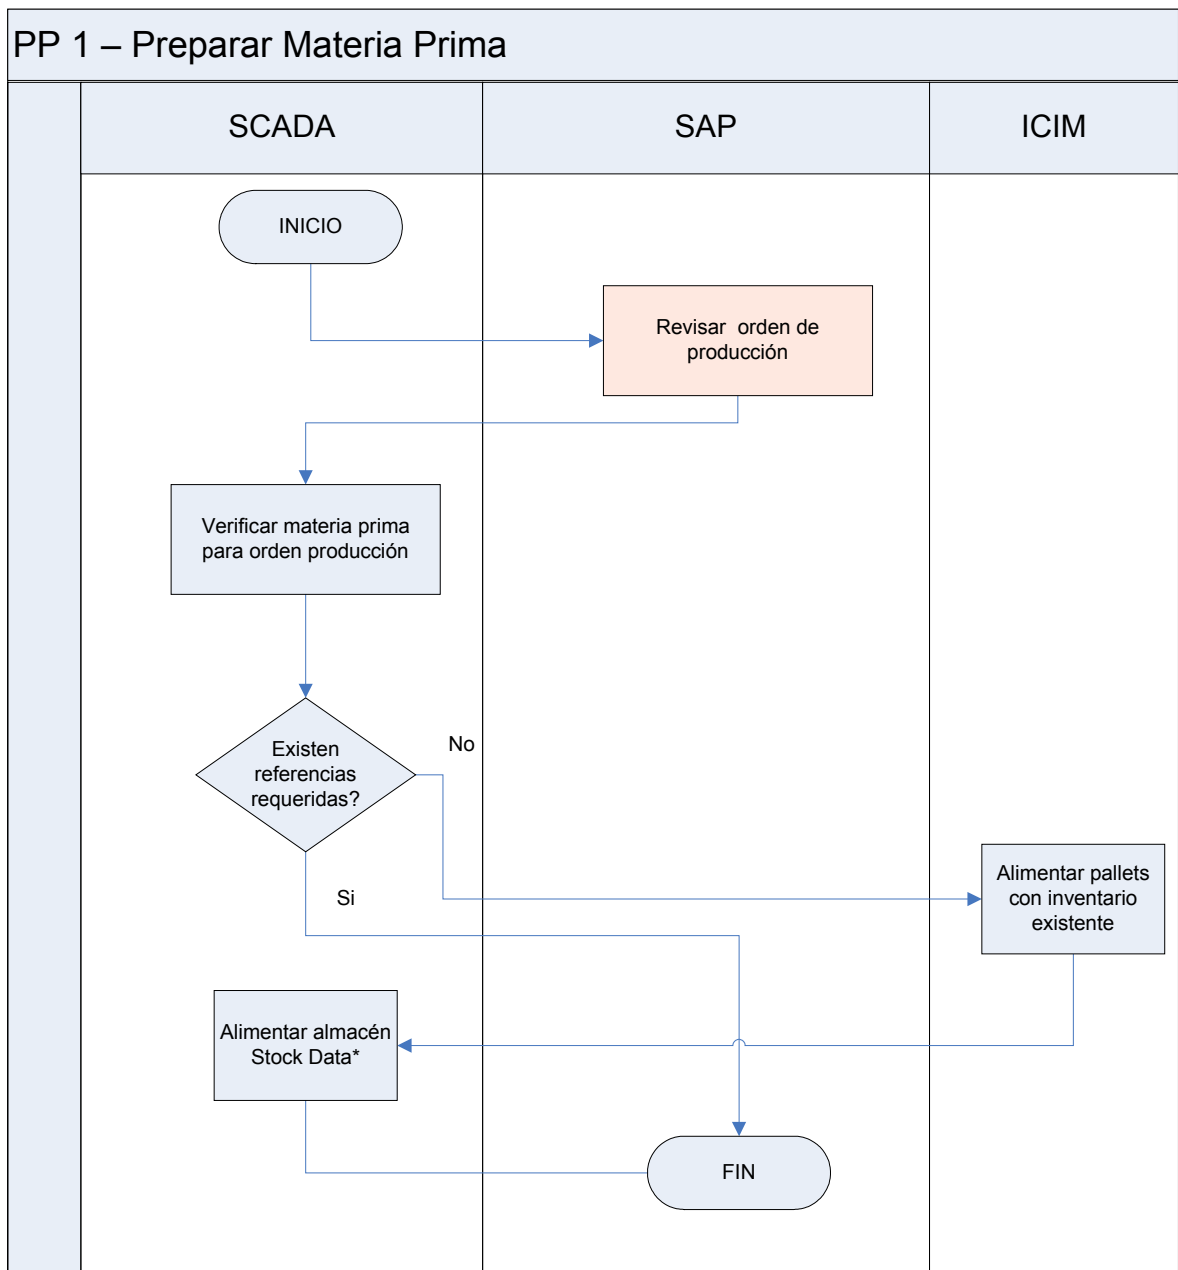 PP 1 – Preparar Materia Prima
SCADA
SAP
ICIM
INICIO
Revisar orden de
producción
Verificar materia prima
para orden producción
Existen
referencias
requeridas?
No
Si
Alimentar pallets
con inventario
existente
Alimentar almacén
Stock Data*
FIN